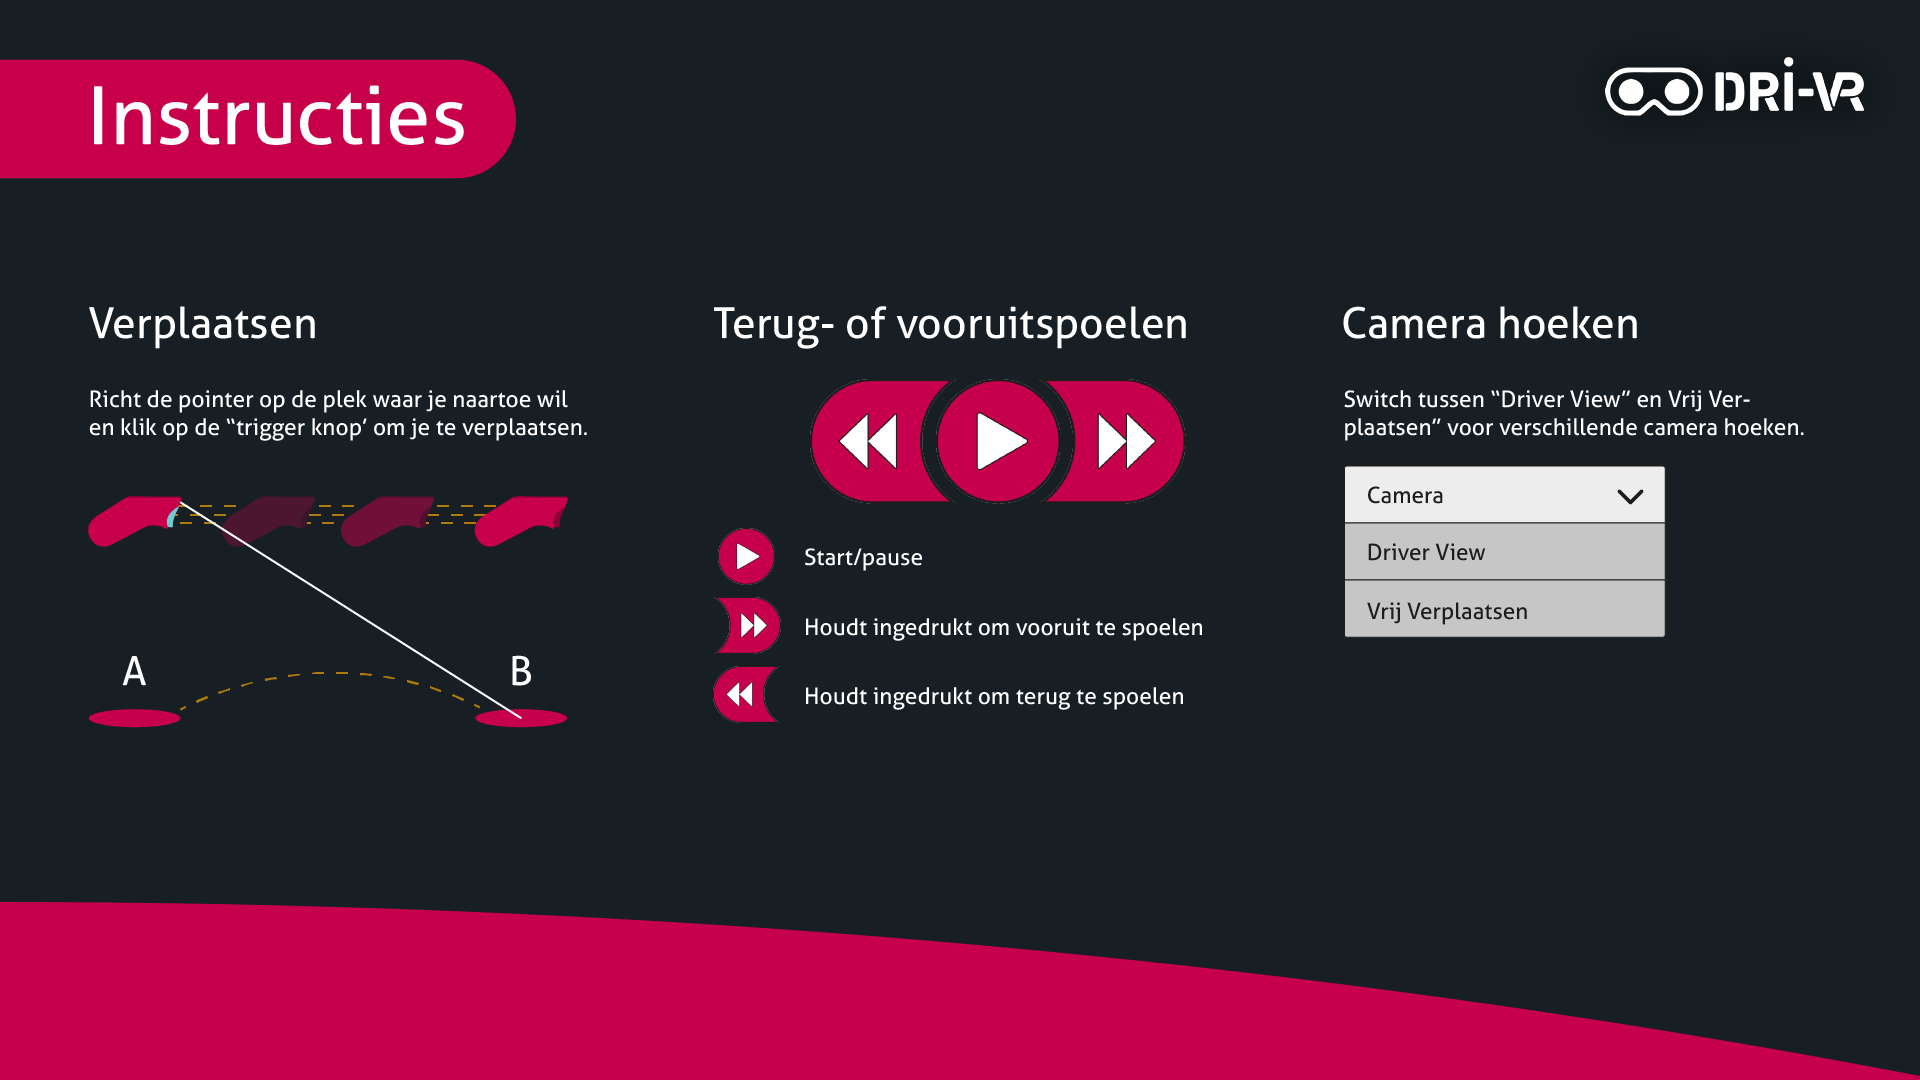 Instructies
DRi-VR
Verplaatsen
Richt de pointer op de plek waar je naartoe wil
en klik op de “trigger knop’ om je te verplaatsen.
A
B
Terug- of vooruitspoelen
Start/pause
Houdt ingedrukt om vooruit te spoelen
Houdt ingedrukt om terug te spoelen
Camera hoeken
Switch tussen “Driver View” en Vrij Ver-
plaatsen” voor verschillende camera hoeken.
Camera
Driver View
Vrij Verplaatsen